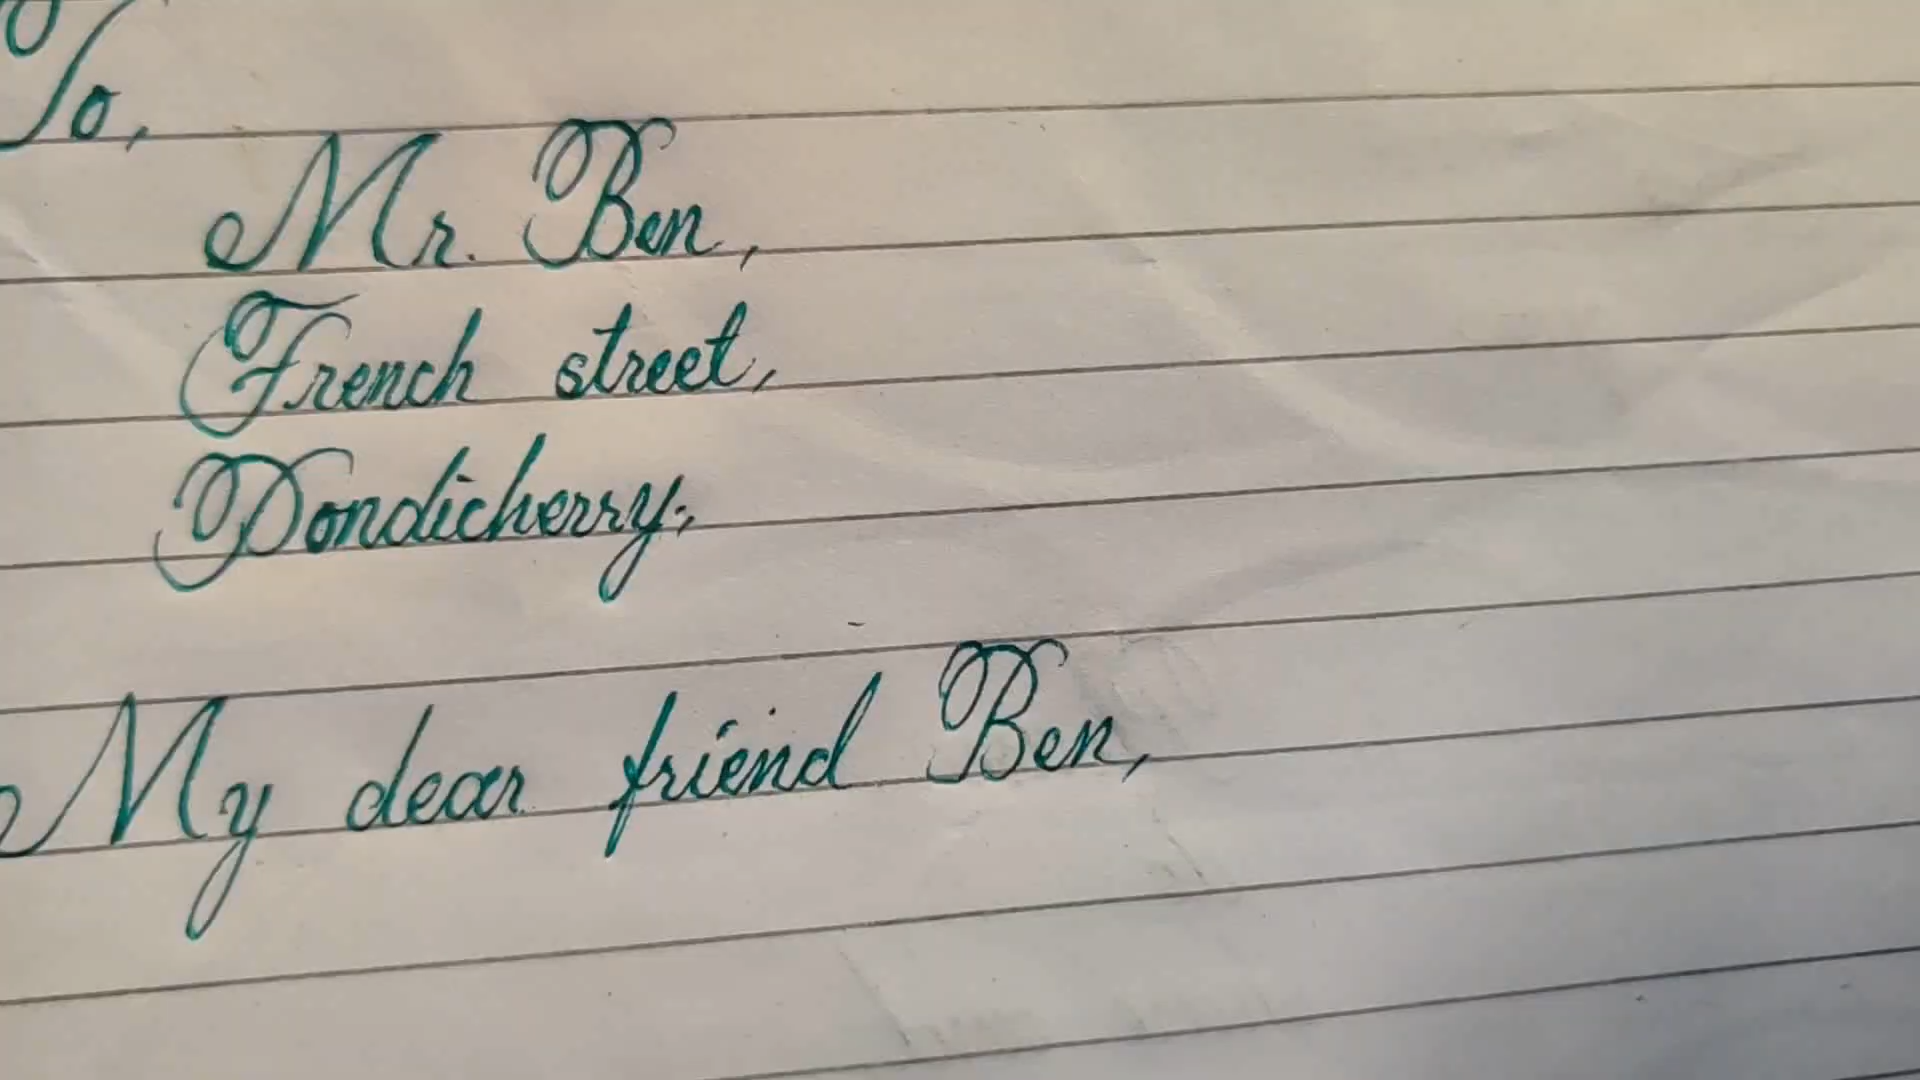 To,
Mr. Ben,
French street,
Pondicherry.,
My dear friend Ben,